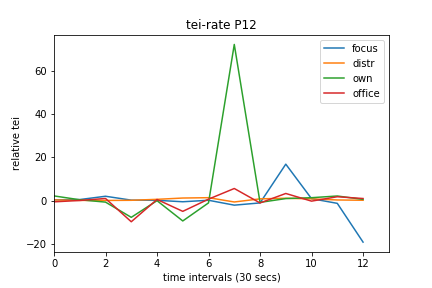 tei-rate P12
focus
distr
own
office
relative tei
60
40
20
0
−20
0 2 4 6 8 10 12
time intervals (30 secs)